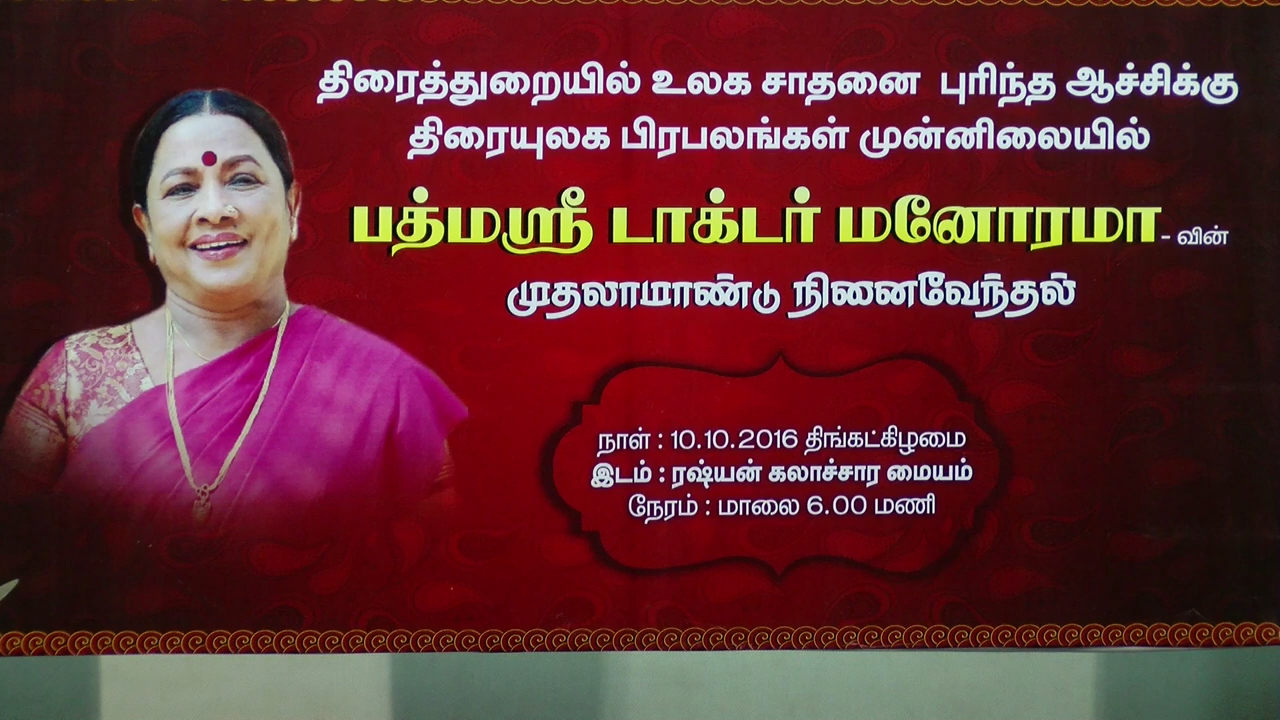 திரைத்துறையில் உலக சாதனை புரிந்த ஆச்சிக்கு
திரையுலக பிரபலங்கள் முன்னிலையில்
பத்மஸ்ரீ டாக்டர் மனோரமா - வின்
முதலாமாண்டு நினைவேந்தல்
நாள் : 10.10.2016 திங்கட்கிழமை
இடம் : ரஷ்யன் கலாச்சார மையம்
நேரம் : மாலை 6.00 மணி